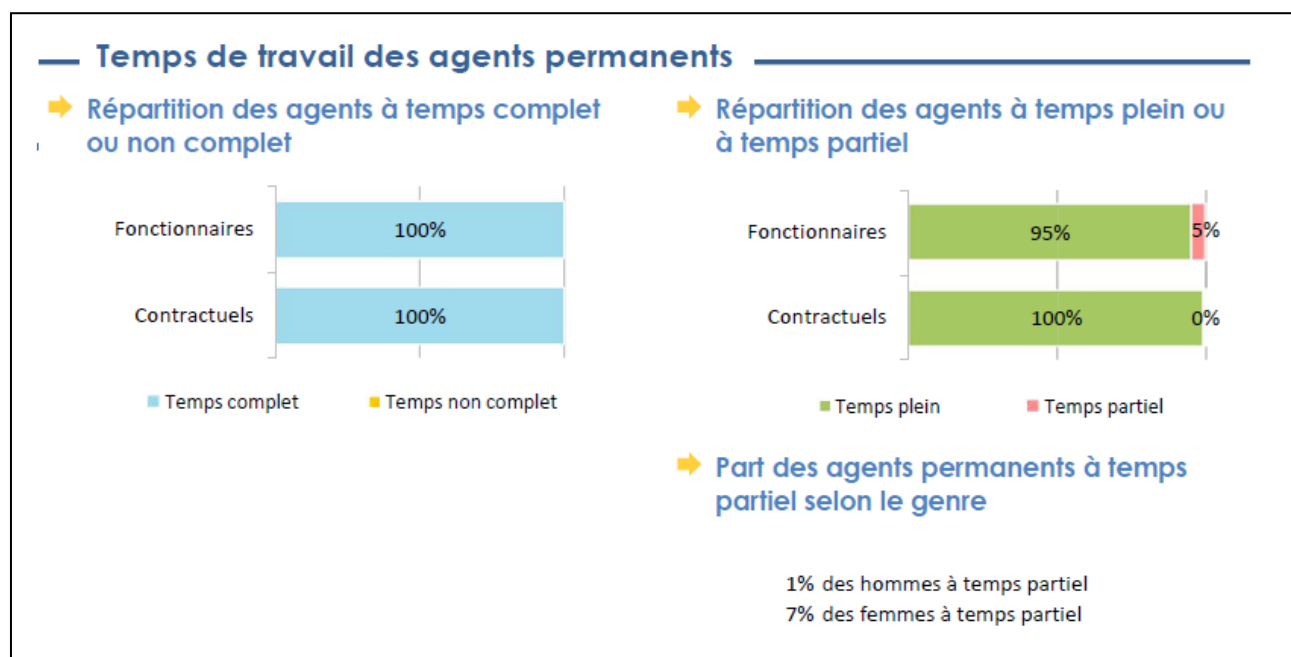 Temps de travail des agents permanents
Répartition des agents à temps complet
ou non complet
Fonctionnaires
100%
Contractuels
100%
Temps complet
Temps non complet
Répartition des agents à temps plein ou
à temps partiel
Fonctionnaires
95%
5%
Contractuels
100%
0%
Temps plein
Temps partiel
Part des agents permanents à temps
partiel selon le genre
1% des hommes à temps partiel
7% des femmes à temps partiel